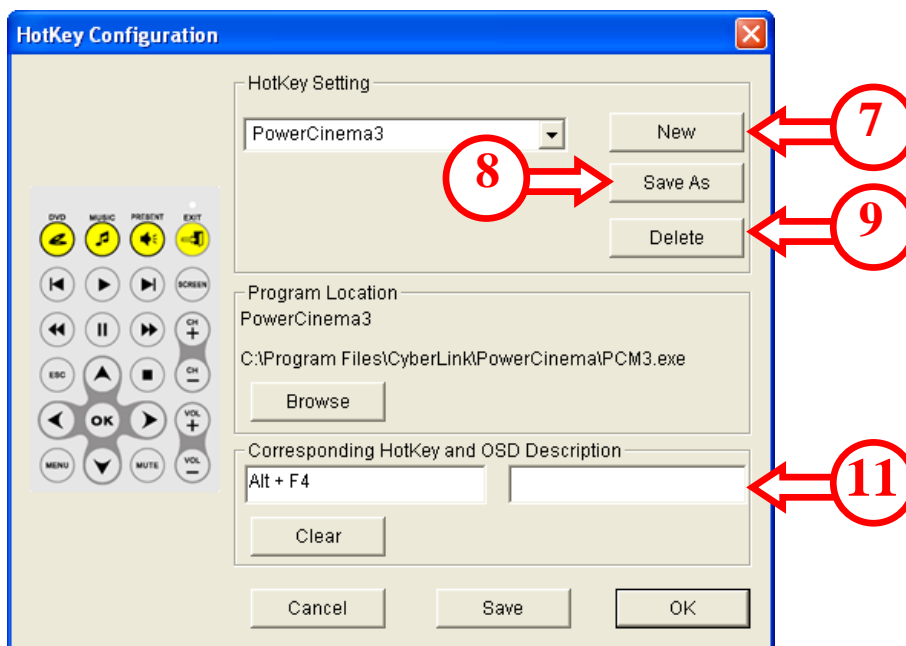 HotKey Configuration
HotKey Setting
PowerCinema3
New
7
8
Save As
Delete
9
DVD MUSIC PRESENT EXIT
SCREEN
Program Location
PowerCinema3
CH
+
C:\Program Files\CyberLink\PowerCinema\PCM3.exe
ESC
CH
−
Browse
OK
VOL
+
Corresponding HotKey and OSD Description
MENU
MUTE
VOL
−
Alt + F4
11
Clear
Cancel
Save
OK